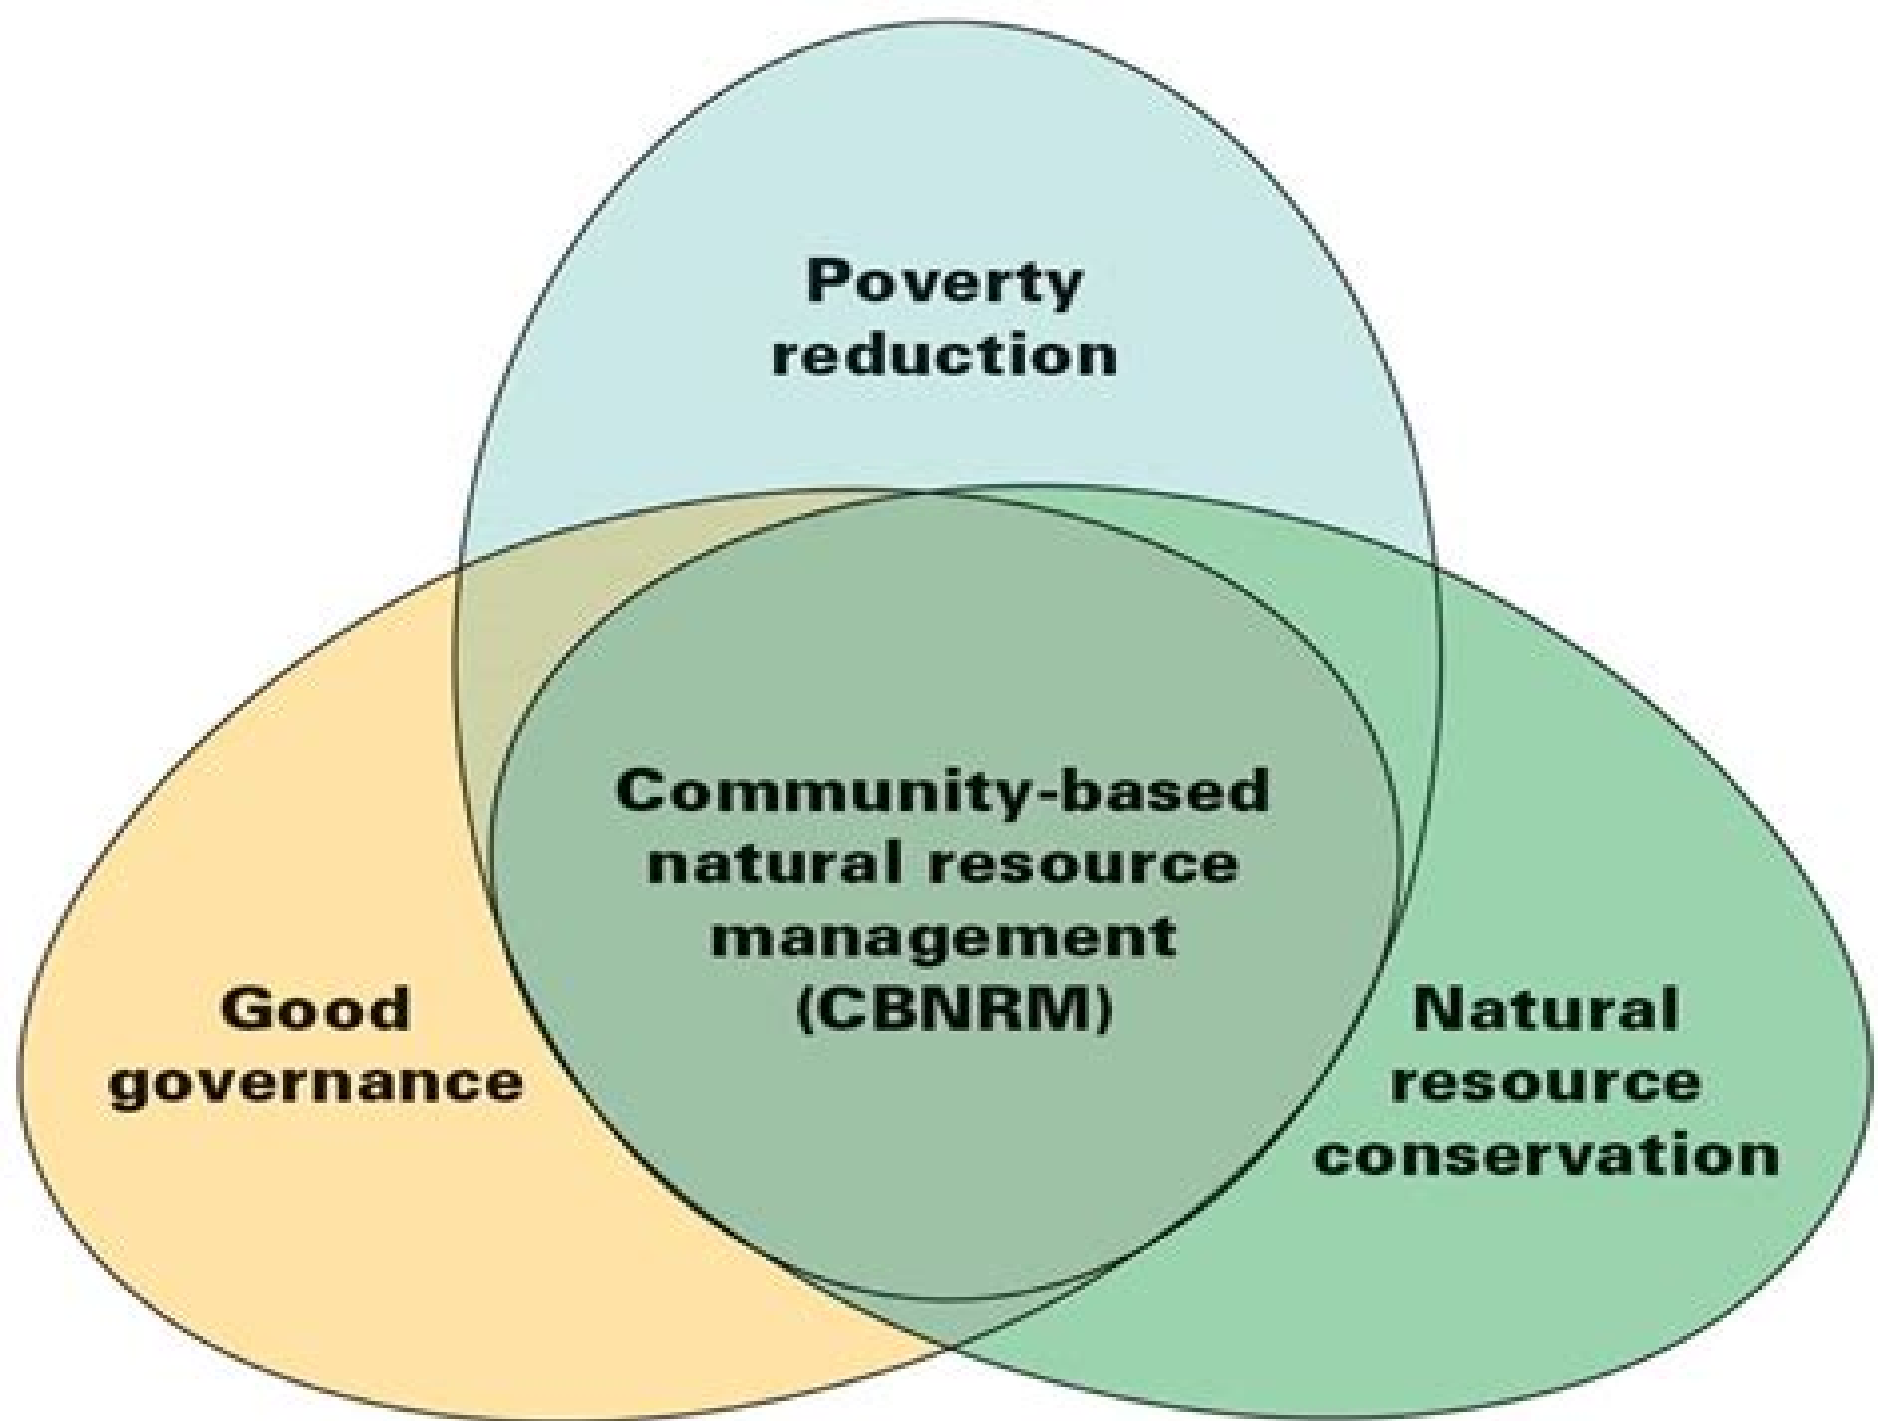 Poverty
reduction
Community-based
natural resource
management
(CBNRM)
Good
governance
Natural
resource
conservation